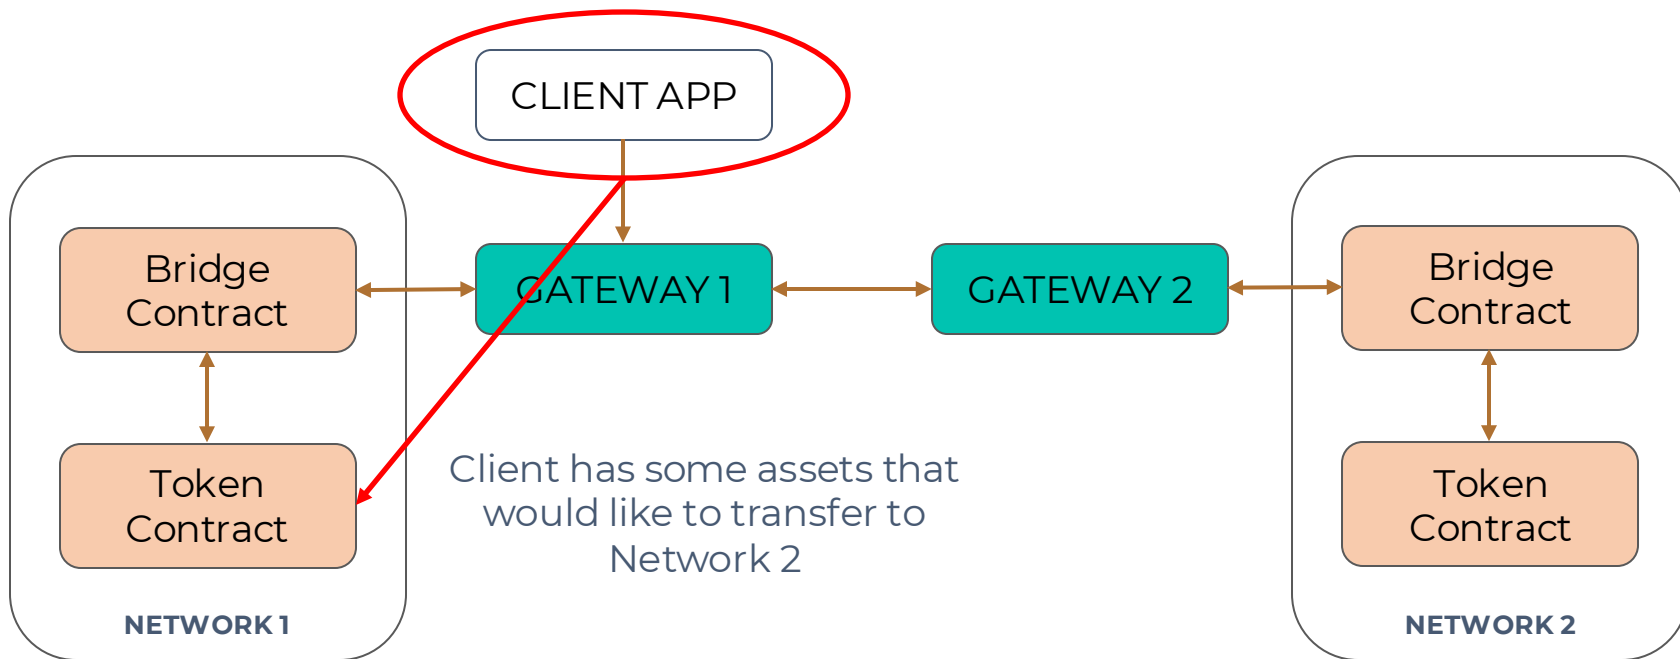 CLIENT APP
Bridge
Contract
GATEWAY 1
GATEWAY 2
Bridge
Contract
Token
Contract
Client has some assets that
would like to transfer to
Network 2
Token
Contract
NETWORK 1
NETWORK 2